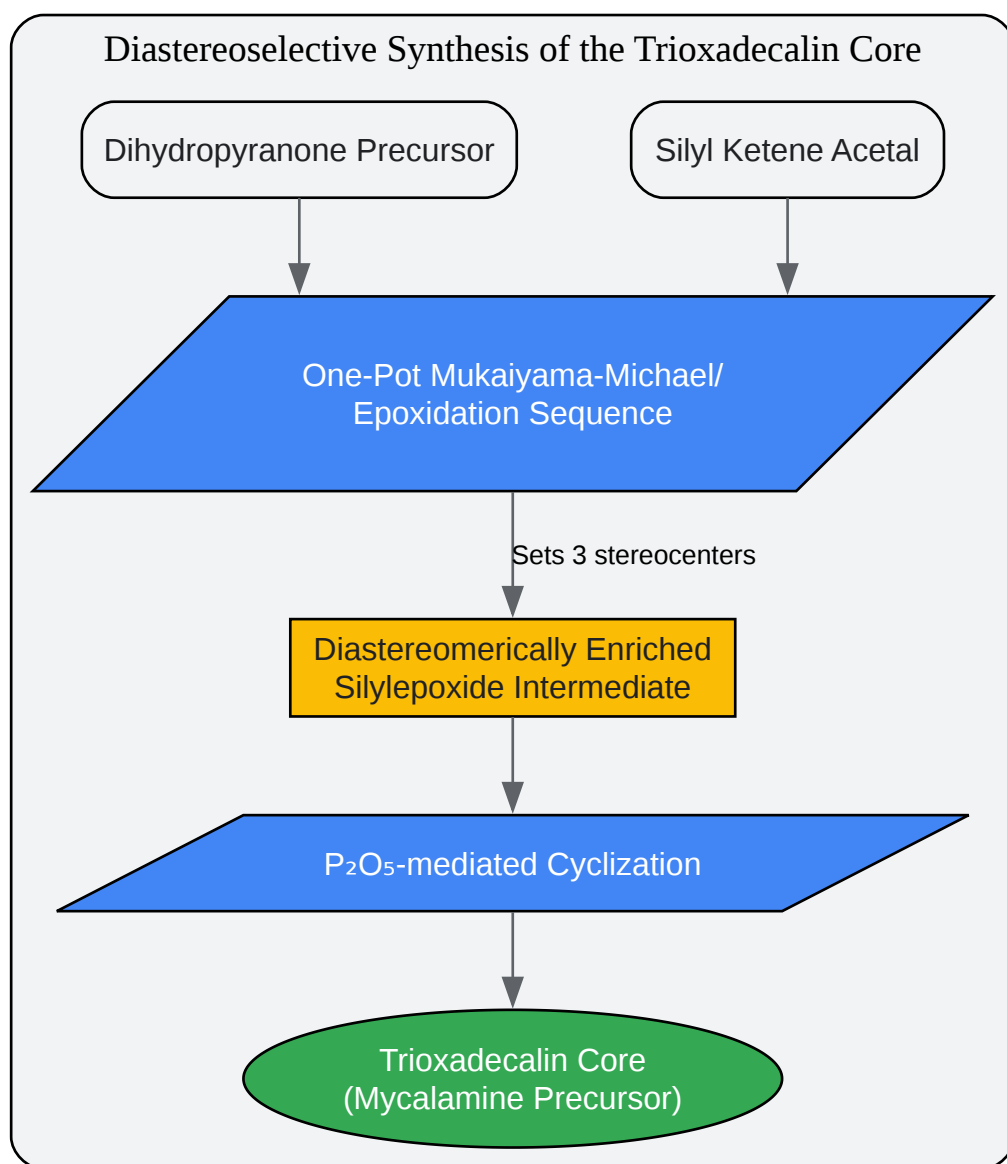 Diastereoselective Synthesis of the Trioxadecalin Core
Dihydropyranone Precursor
Silyl Ketene Acetal
One-Pot Mukaiyama-Michael/
Epoxidation Sequence
Sets 3 stereocenters
Diastereomerically Enriched
Silylepoxide Intermediate
P₂O₅-mediated Cyclization
Trioxadecalin Core
(Mycalamine Precursor)